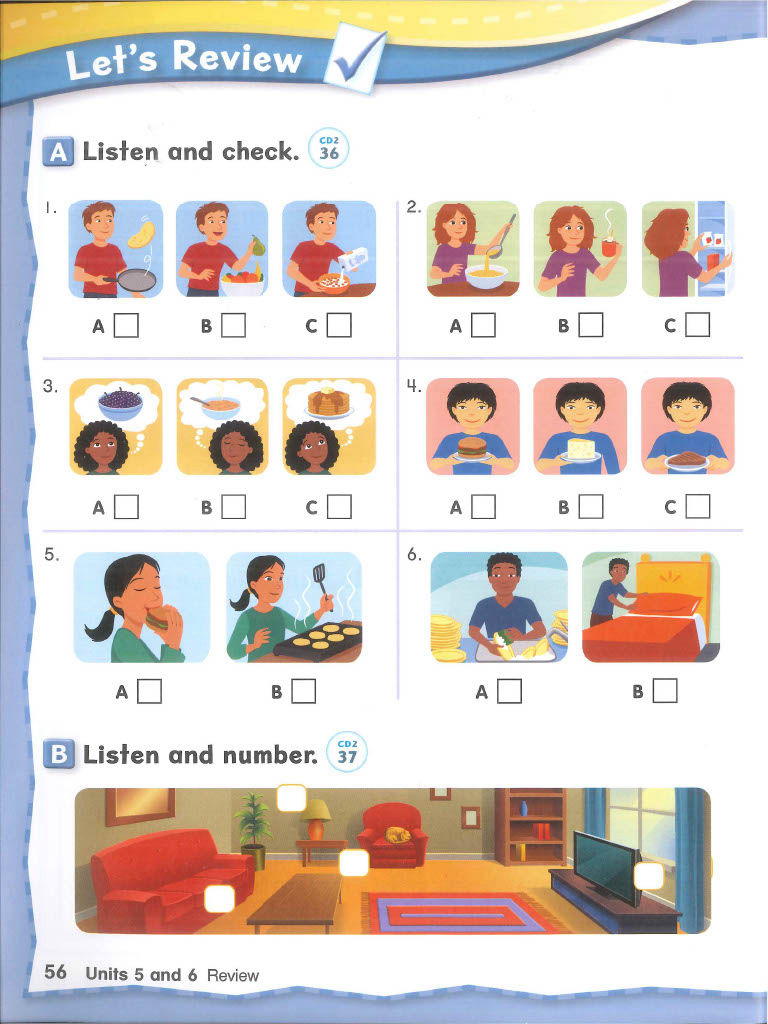 Let's Review
A Listen and check. CD2 36
1.
A B C
2.
A B C
3.
A B C
4.
A B C
5.
A B
6.
A B
B Listen and number. CD2 37
56 Units 5 and 6 Review